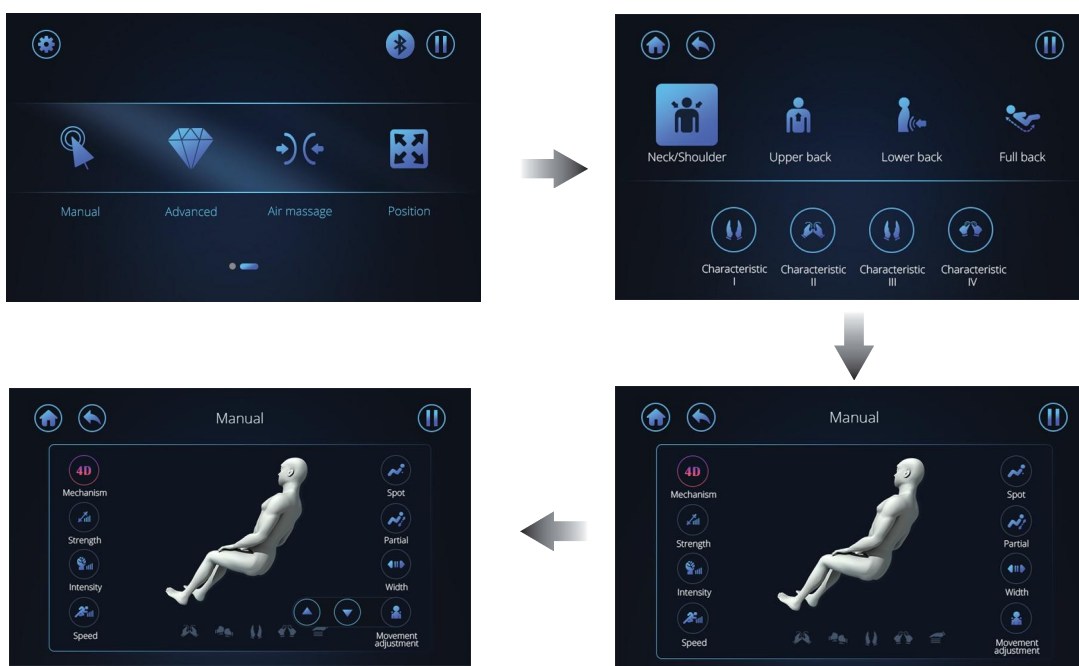 Manual Advanced Air massage Position
Neck/Shoulder Upper back Lower back Full back
Characteristic Characteristic Characteristic Characteristic
I II III IV
Manual
4D
Mechanism
Spot
Strength
Partial
Intensity
Width
Speed
Movement
adjustment
Manual
4D
Mechanism
Spot
Strength
Partial
Intensity
Width
Speed
Movement
adjustment